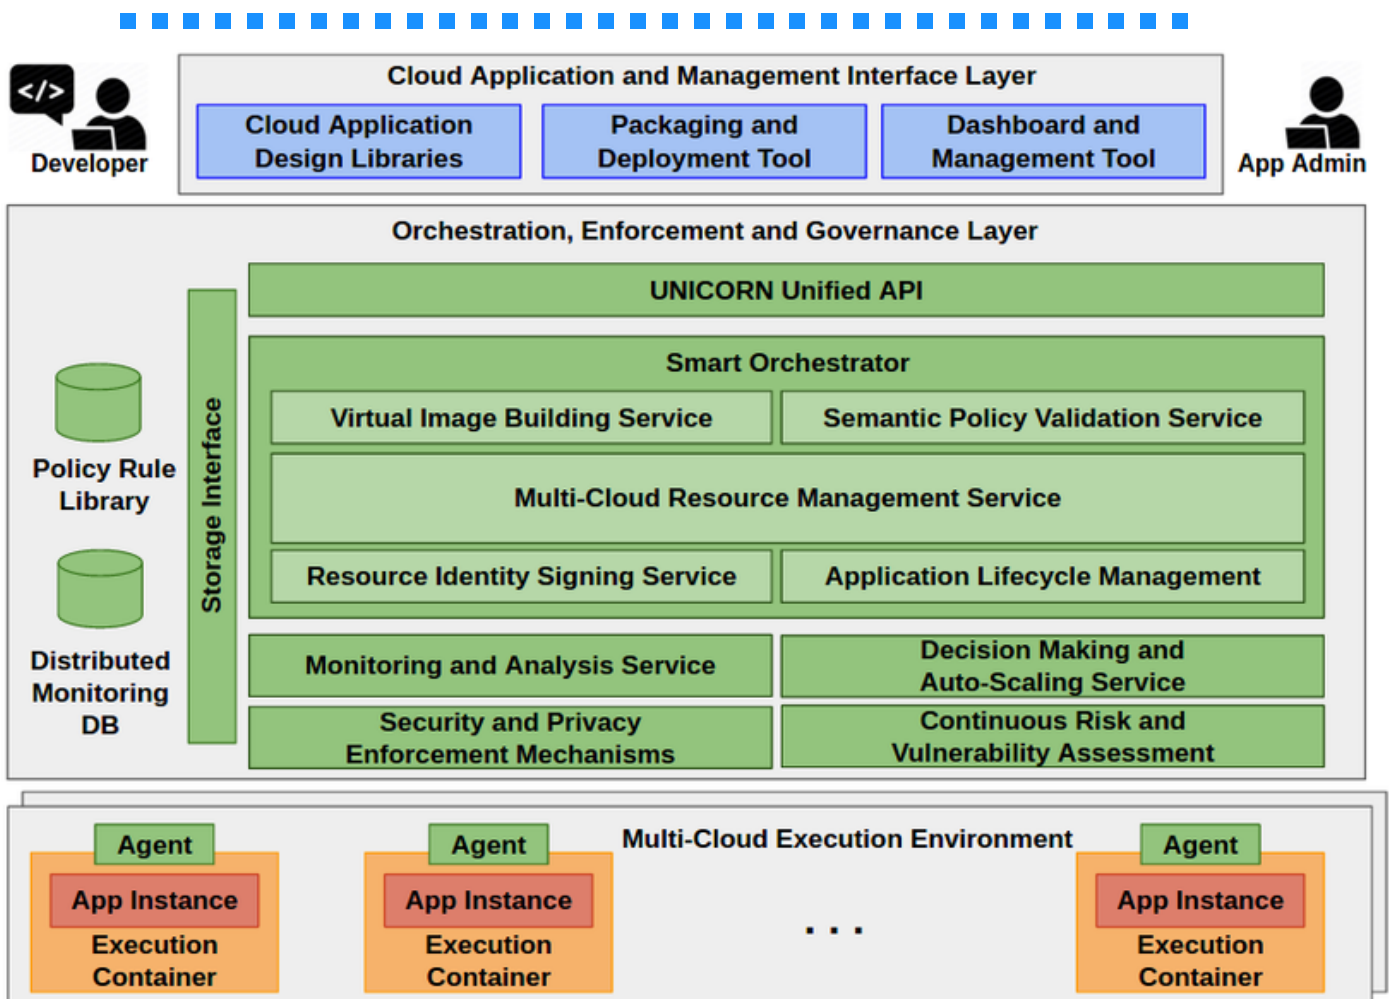 Cloud Application and Management Interface Layer
</>
Developer
Cloud Application
Design Libraries
Packaging and
Deployment Tool
Dashboard and
Management Tool
App Admin
Orchestration, Enforcement and Governance Layer
UNICORN Unified API
Smart Orchestrator
Virtual Image Building Service
Semantic Policy Validation Service
Multi-Cloud Resource Management Service
Resource Identity Signing Service
Application Lifecycle Management
Policy Rule
Library
Distributed
Monitoring
DB
Storage Interface
Monitoring and Analysis Service
Decision Making and
Auto-Scaling Service
Security and Privacy
Enforcement Mechanisms
Continuous Risk and
Vulnerability Assessment
Multi-Cloud Execution Environment
Agent
App Instance
Execution
Container
Agent
App Instance
Execution
Container
. . .
Agent
App Instance
Execution
Container